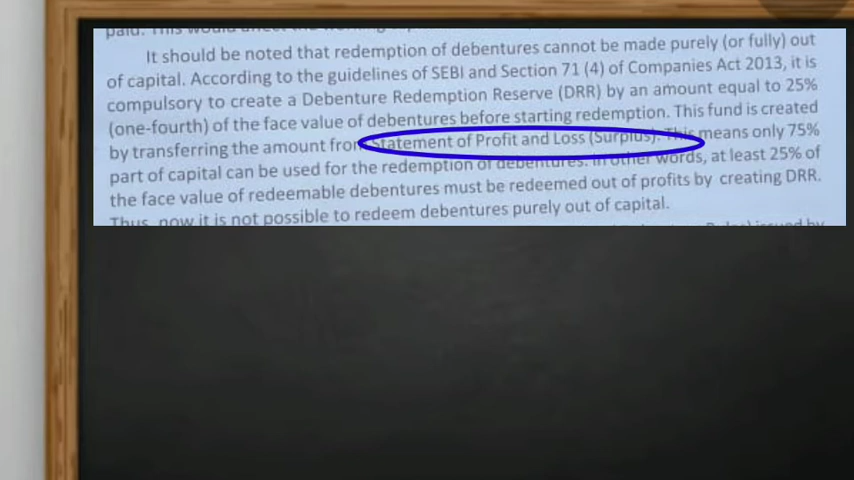 paid. This would
It should be noted that redemption of debentures cannot be made purely (or fully) out
of capital. According to the guidelines of SEBI and Section 71 (4) of Companies Act 2013, it is
compulsory to create a Debenture Redemption Reserve (DRR) by an amount equal to 25%
(one-fourth) of the face value of debentures before starting redemption. This fund is created
by transferring the amount from Statement of Profit and Loss (Surplus). This means only 75%
part of capital can be used for the redemption of debentures. In other words, at least 25% of
the face value of redeemable debentures must be redeemed out of profits by creating DRR.
Thus, now it is not possible to redeem debentures purely out of capital.
issued by